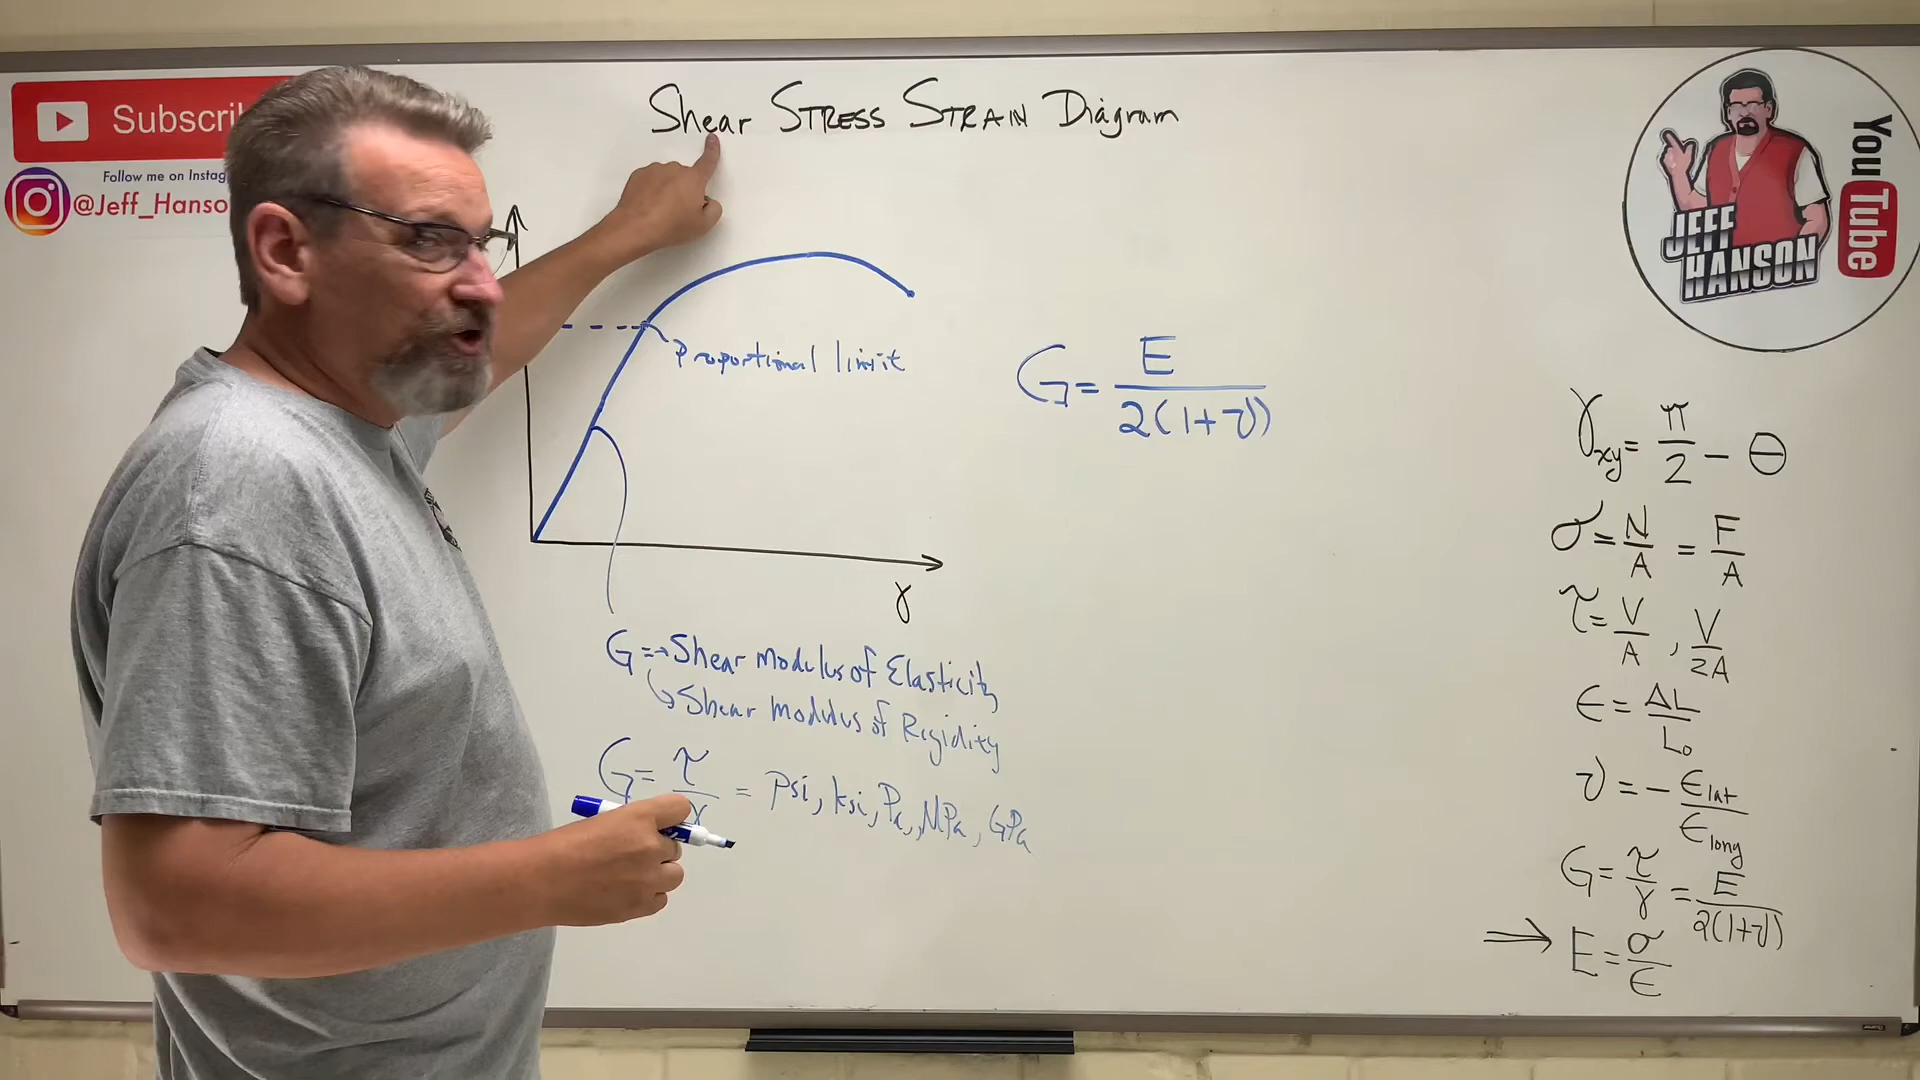 Shear STRESS STRAIN Diagram
Subscri
Follow me on Instag
@Jeff_Hanso
YouTube
JEFF
HANSON
Proportional limit
G = E / 2(1+ν)
γ
G => Shear Modulus of Elasticity
Shear Modulus of Rigidity
G = τ / γ = psi, ksi, Pa, MPa, GPa
γxy = π/2 - θ
σ = N/A = F/A
τ = V/A , V/2A
ϵ = ΔL/L₀
ν = - ϵlat/ϵlong
G = τ/γ = E/2(1+ν)
⇒ E = σ/ϵ